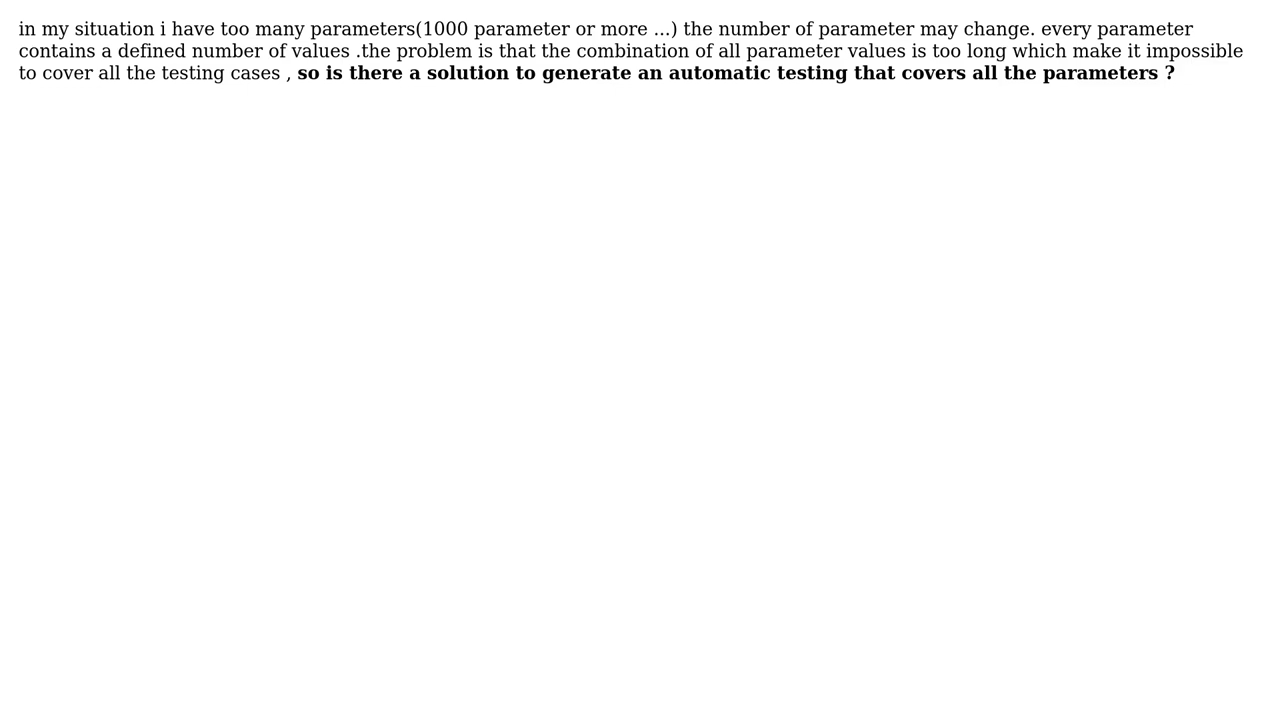 in my situation i have too many parameters(1000 parameter or more ...) the number of parameter may change. every parameter
contains a defined number of values .the problem is that the combination of all parameter values is too long which make it impossible
to cover all the testing cases , so is there a solution to generate an automatic testing that covers all the parameters ?